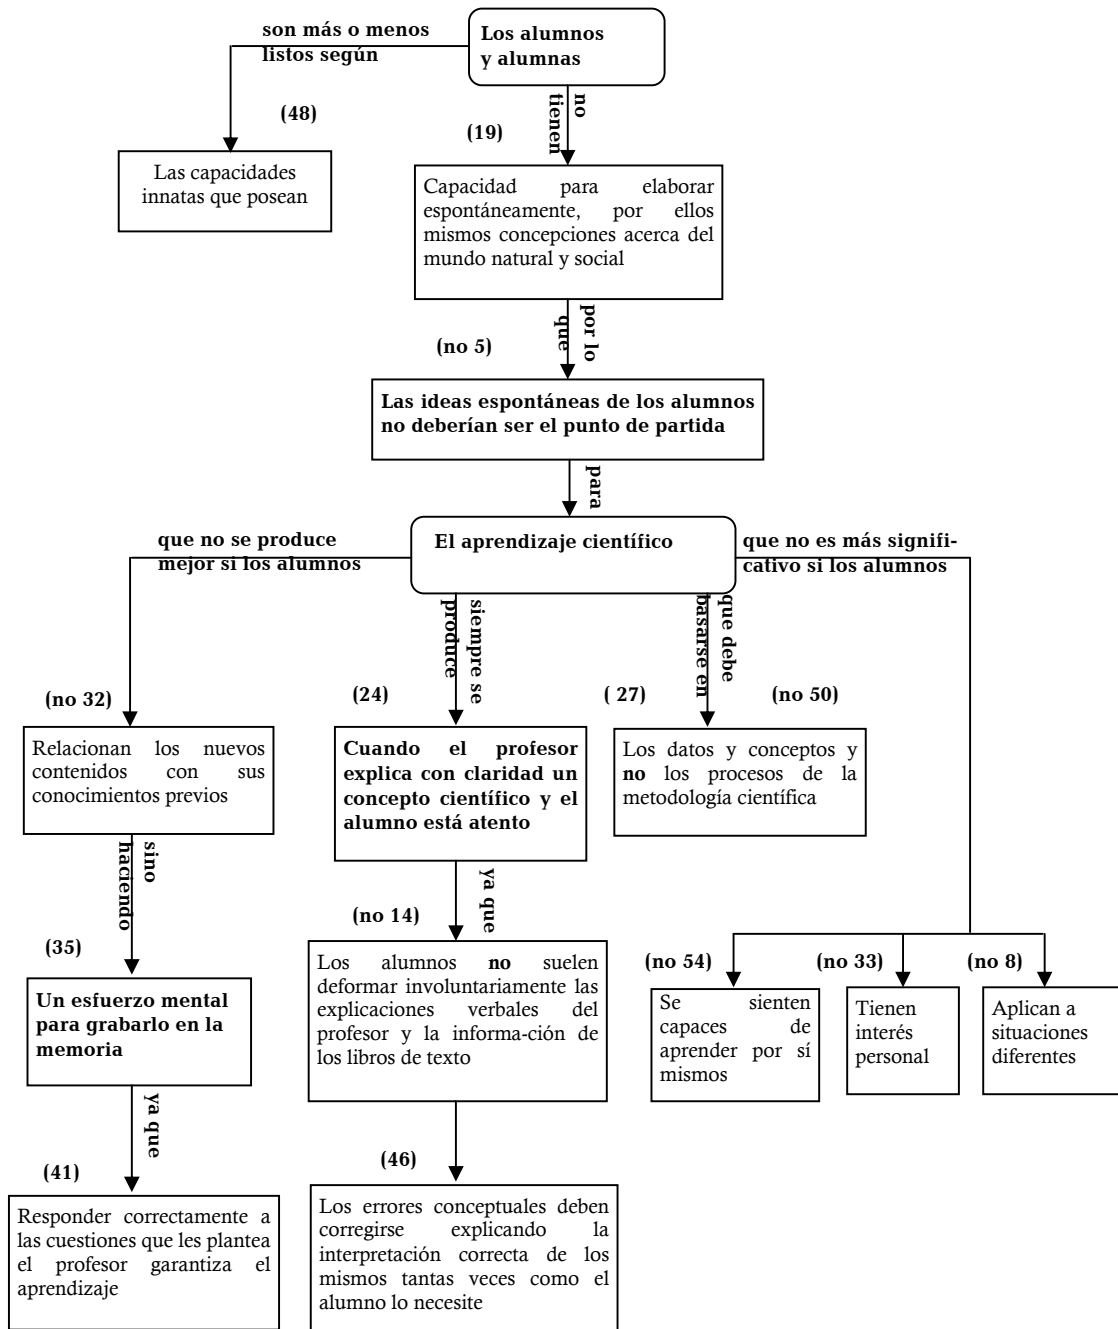 son más o menos
listos según
Los alumnos
y alumnas
(48)
no
tienen
(19)
Las capacidades
innatas que posean
Capacidad para elaborar
espontáneamente, por ellos
mismos concepciones acerca del
mundo natural y social
por lo
que
(no 5)
Las ideas espontáneas de los alumnos
no deberían ser el punto de partida
para
El aprendizaje científico
que no se produce
mejor si los alumnos
que no es más signifi-
cativo si los alumnos
siempre se
produce
que debe
basarse en
(no 32)
(24)
( 27)
(no 50)
Relacionan los nuevos
contenidos con sus
conocimientos previos
Cuando el profesor
explica con claridad un
concepto científico y el
alumno está atento
Los datos y conceptos y
no los procesos de la
metodología científica
sino
haciendo
ya que
(35)
(no 14)
(no 54)
(no 33)
(no 8)
Un esfuerzo mental
para grabarlo en la
memoria
Los alumnos no suelen
deformar involuntariamente las
explicaciones verbales del
profesor y la informa-ción de
los libros de texto
Se sienten
capaces de
aprender por sí
mismos
Tienen
interés
personal
Aplican a
situaciones
diferentes
ya que
(41)
(46)
Responder correctamente a
las cuestiones que les plantea
el profesor garantiza el
aprendizaje
Los errores conceptuales deben
corregirse explicando la
interpretación correcta de los
mismos tantas veces como el
alumno lo necesite